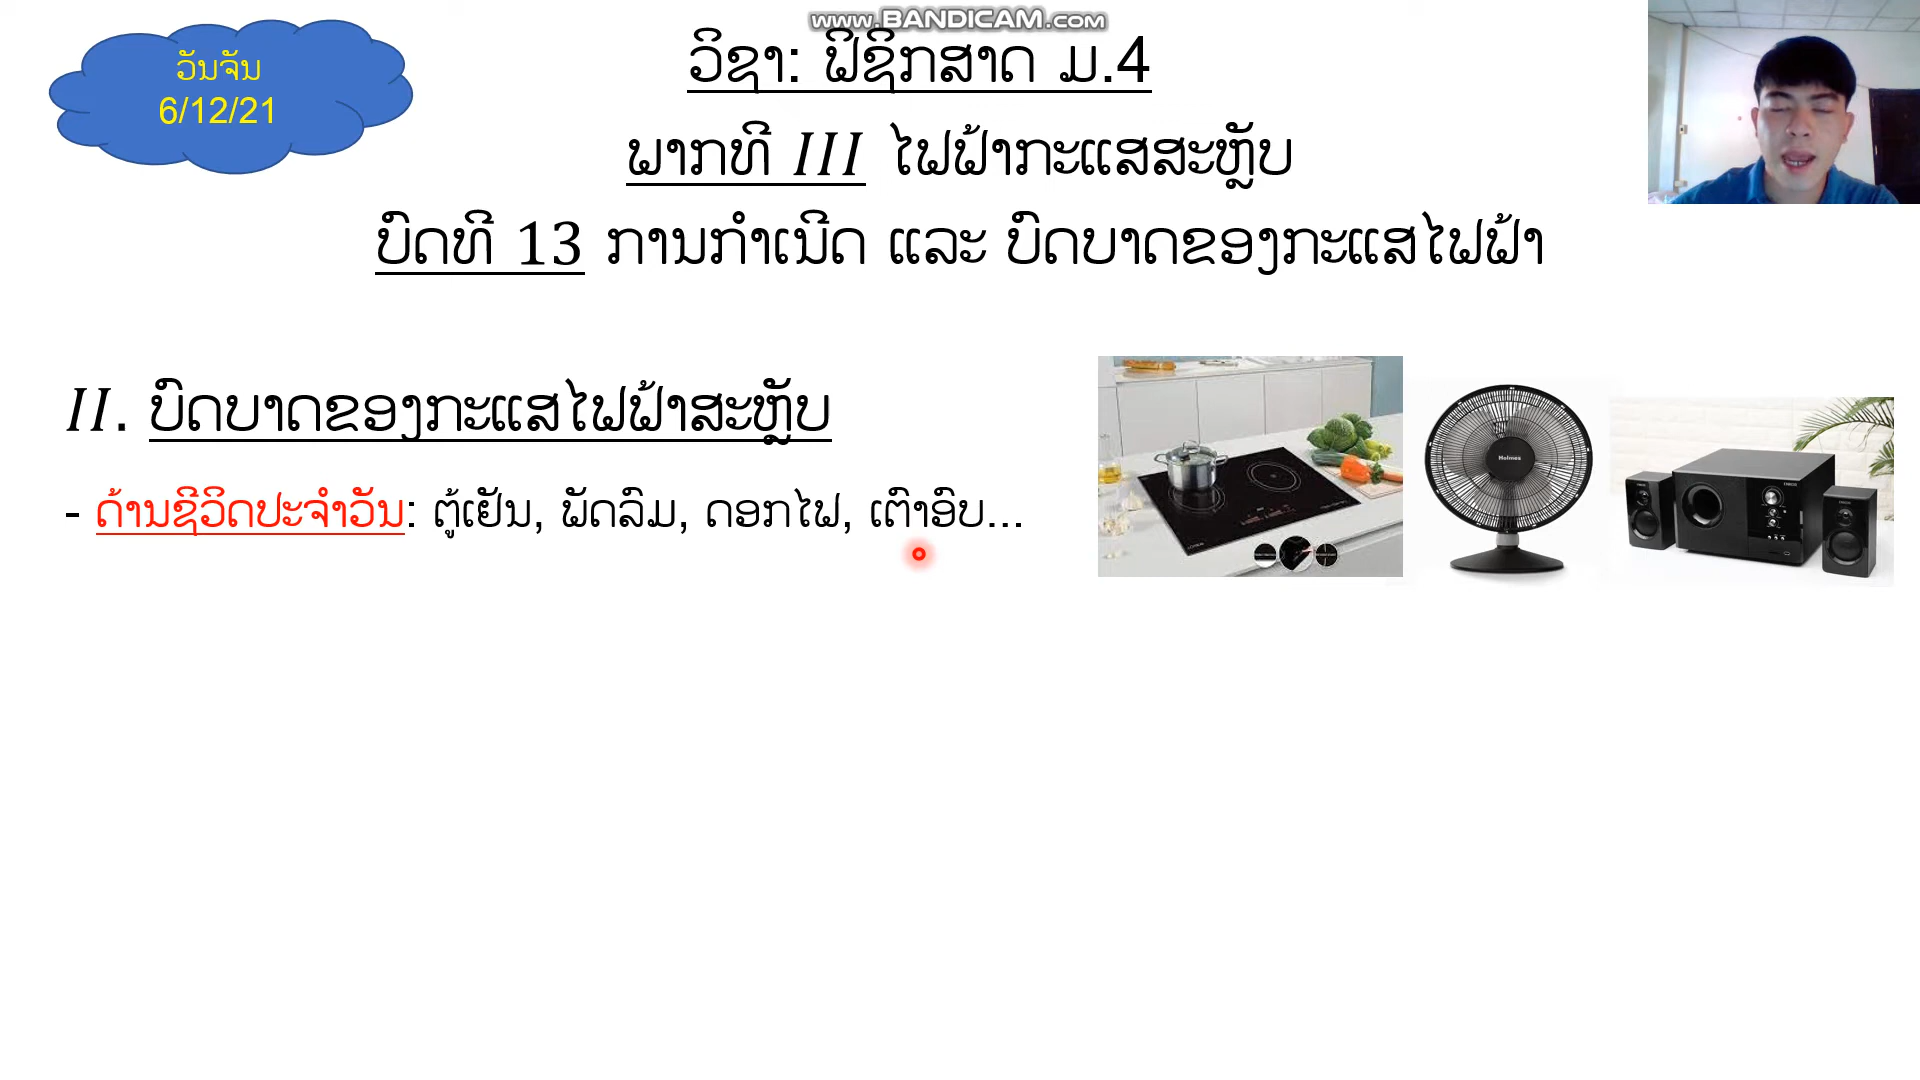 www.BANDICAM.com
ວັນຈັນ
6/12/21
ວິຊາ: ຟີຊິກສາດ ມ.4
ພາກທີ III ໄຟຟ້າກະແສສະຫຼັບ
ບົດທີ 13 ການກຳເນີດ ແລະ ບົດບາດຂອງກະແສໄຟຟ້າ
II. ບົດບາດຂອງກະແສໄຟຟ້າສະຫຼັບ
- ດ້ານຊີວິດປະຈຳວັນ: ຕູ້ເຢັນ, ພັດລົມ, ດອກໄຟ, ເຕົາອົບ...
Holmes